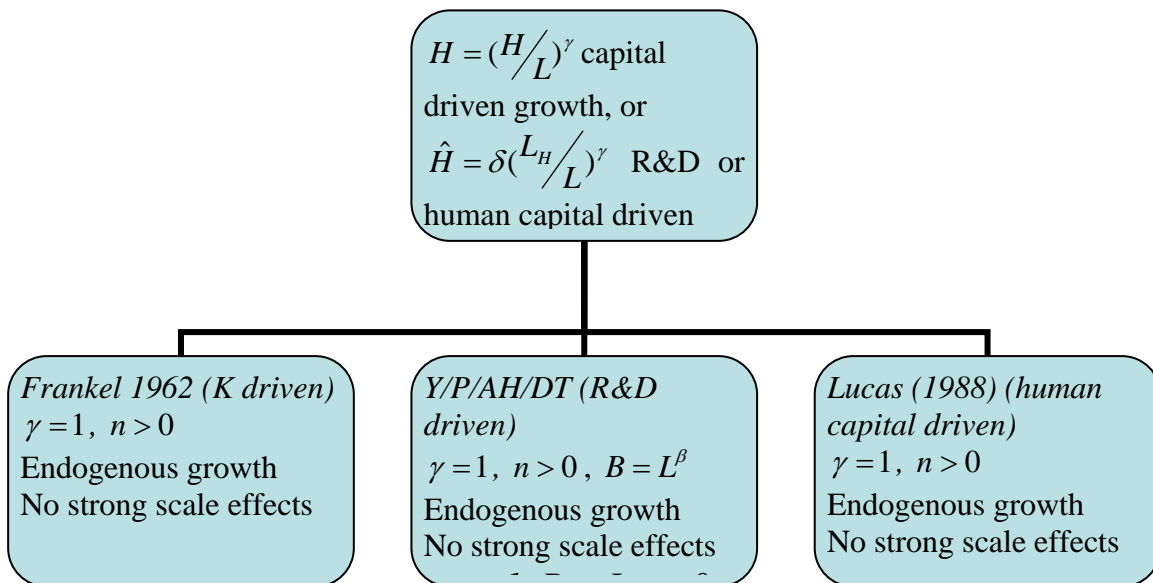 H = (H/L)^γ capital
driven growth, or
Ĥ = δ(L_H/L)^γ R&D or
human capital driven
Frankel 1962 (K driven)
γ = 1, n > 0
Endogenous growth
No strong scale effects
Y/P/AH/DT (R&D
driven)
γ = 1, n > 0, B = L^β
Endogenous growth
No strong scale effects
Lucas (1988) (human
capital driven)
γ = 1, n > 0
Endogenous growth
No strong scale effects